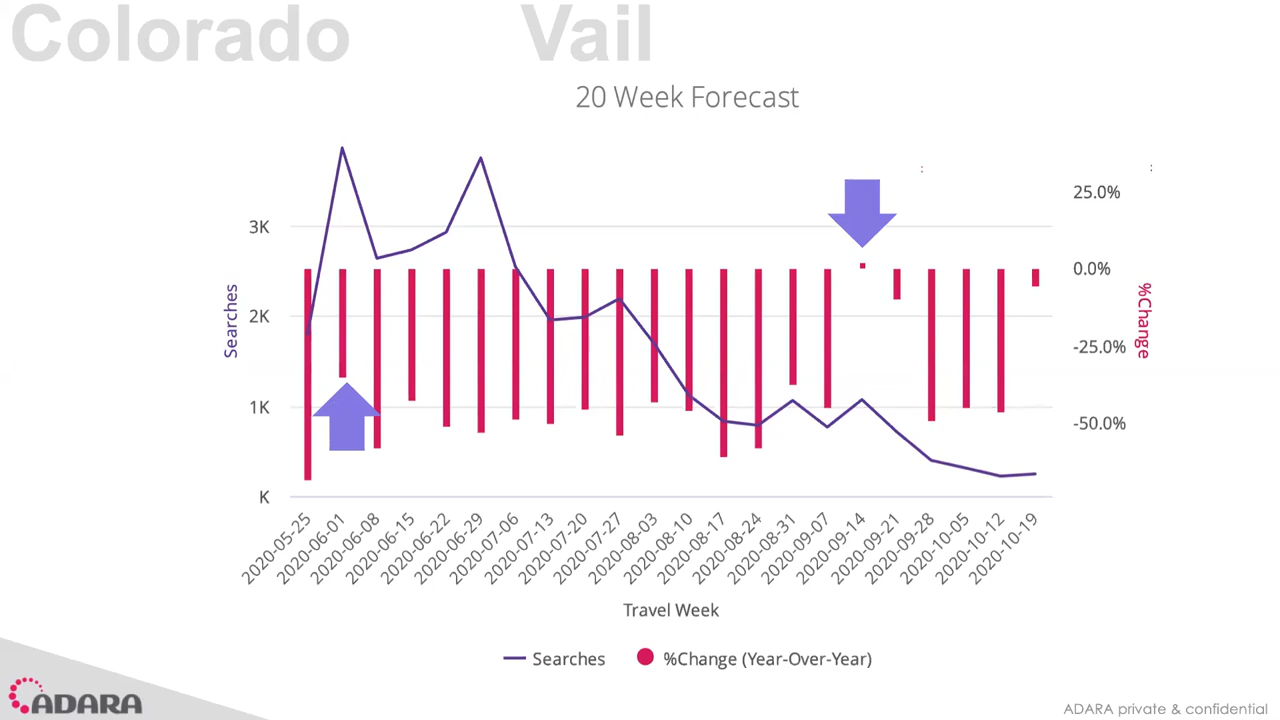 Colorado Vail
20 Week Forecast
3K
2K
1K
K
Searches
25.0%
0.0%
-25.0%
-50.0%
%Change
2020-05-25
2020-06-01
2020-06-08
2020-06-15
2020-06-22
2020-06-29
2020-07-06
2020-07-13
2020-07-20
2020-07-27
2020-08-03
2020-08-10
2020-08-17
2020-08-24
2020-08-31
2020-09-07
2020-09-14
2020-09-21
2020-09-28
2020-10-05
2020-10-12
2020-10-19
Travel Week
Searches
%Change (Year-Over-Year)
ADARA
ADARA private & confidential